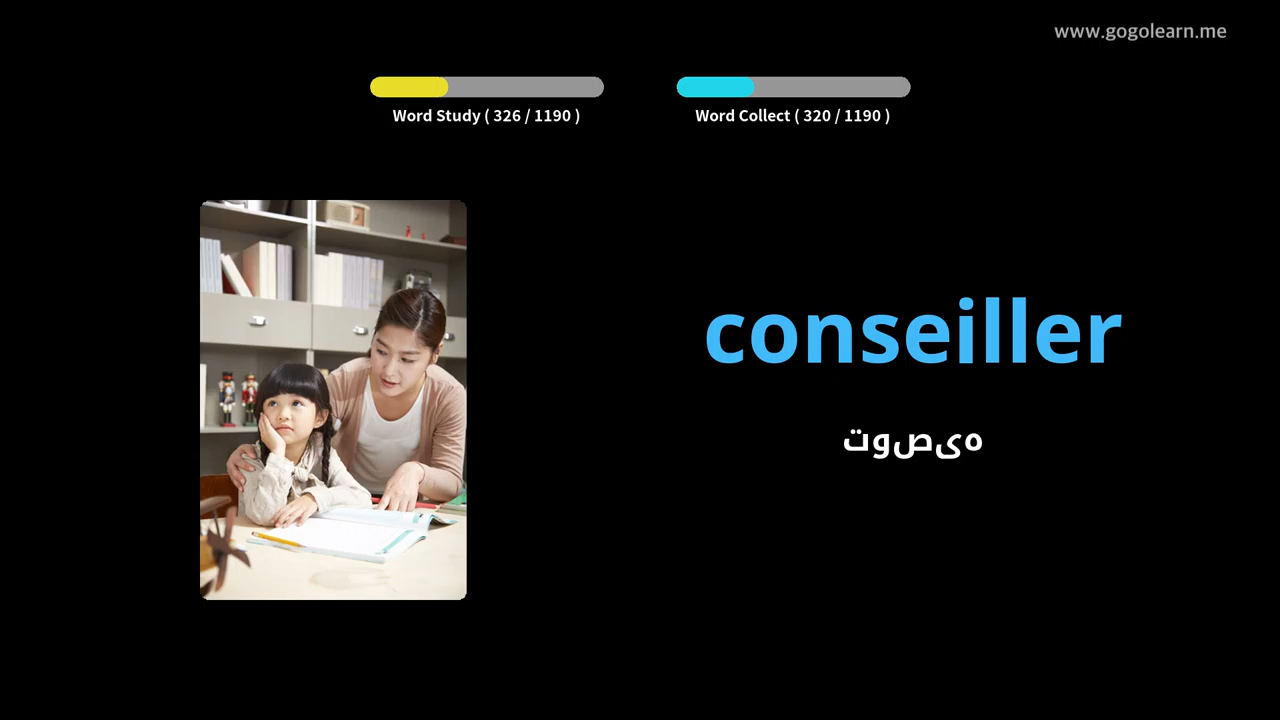 www.gogolearn.me
Word Study ( 326 / 1190 )
Word Collect ( 320 / 1190 )
conseiller
توصیه